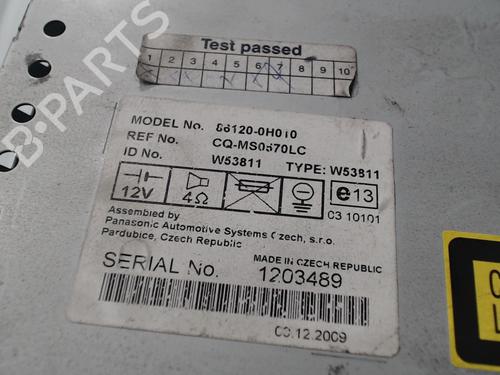 Test passed
1 2 3 4 5 6 7 8 9 10
MODEL No. 86120-0H010
REF No. CQ-MS0570LC
ID No. W53811 TYPE: W53811
12V 4Ω e13
03 10101
Assembled by
Panasonic Automotive Systems Czech, s.r.o.
Pardubice, Czech Republic
MADE IN CZECH REPUBLIC
SERIAL No. 1203489
03.12.2009
B-PARTS